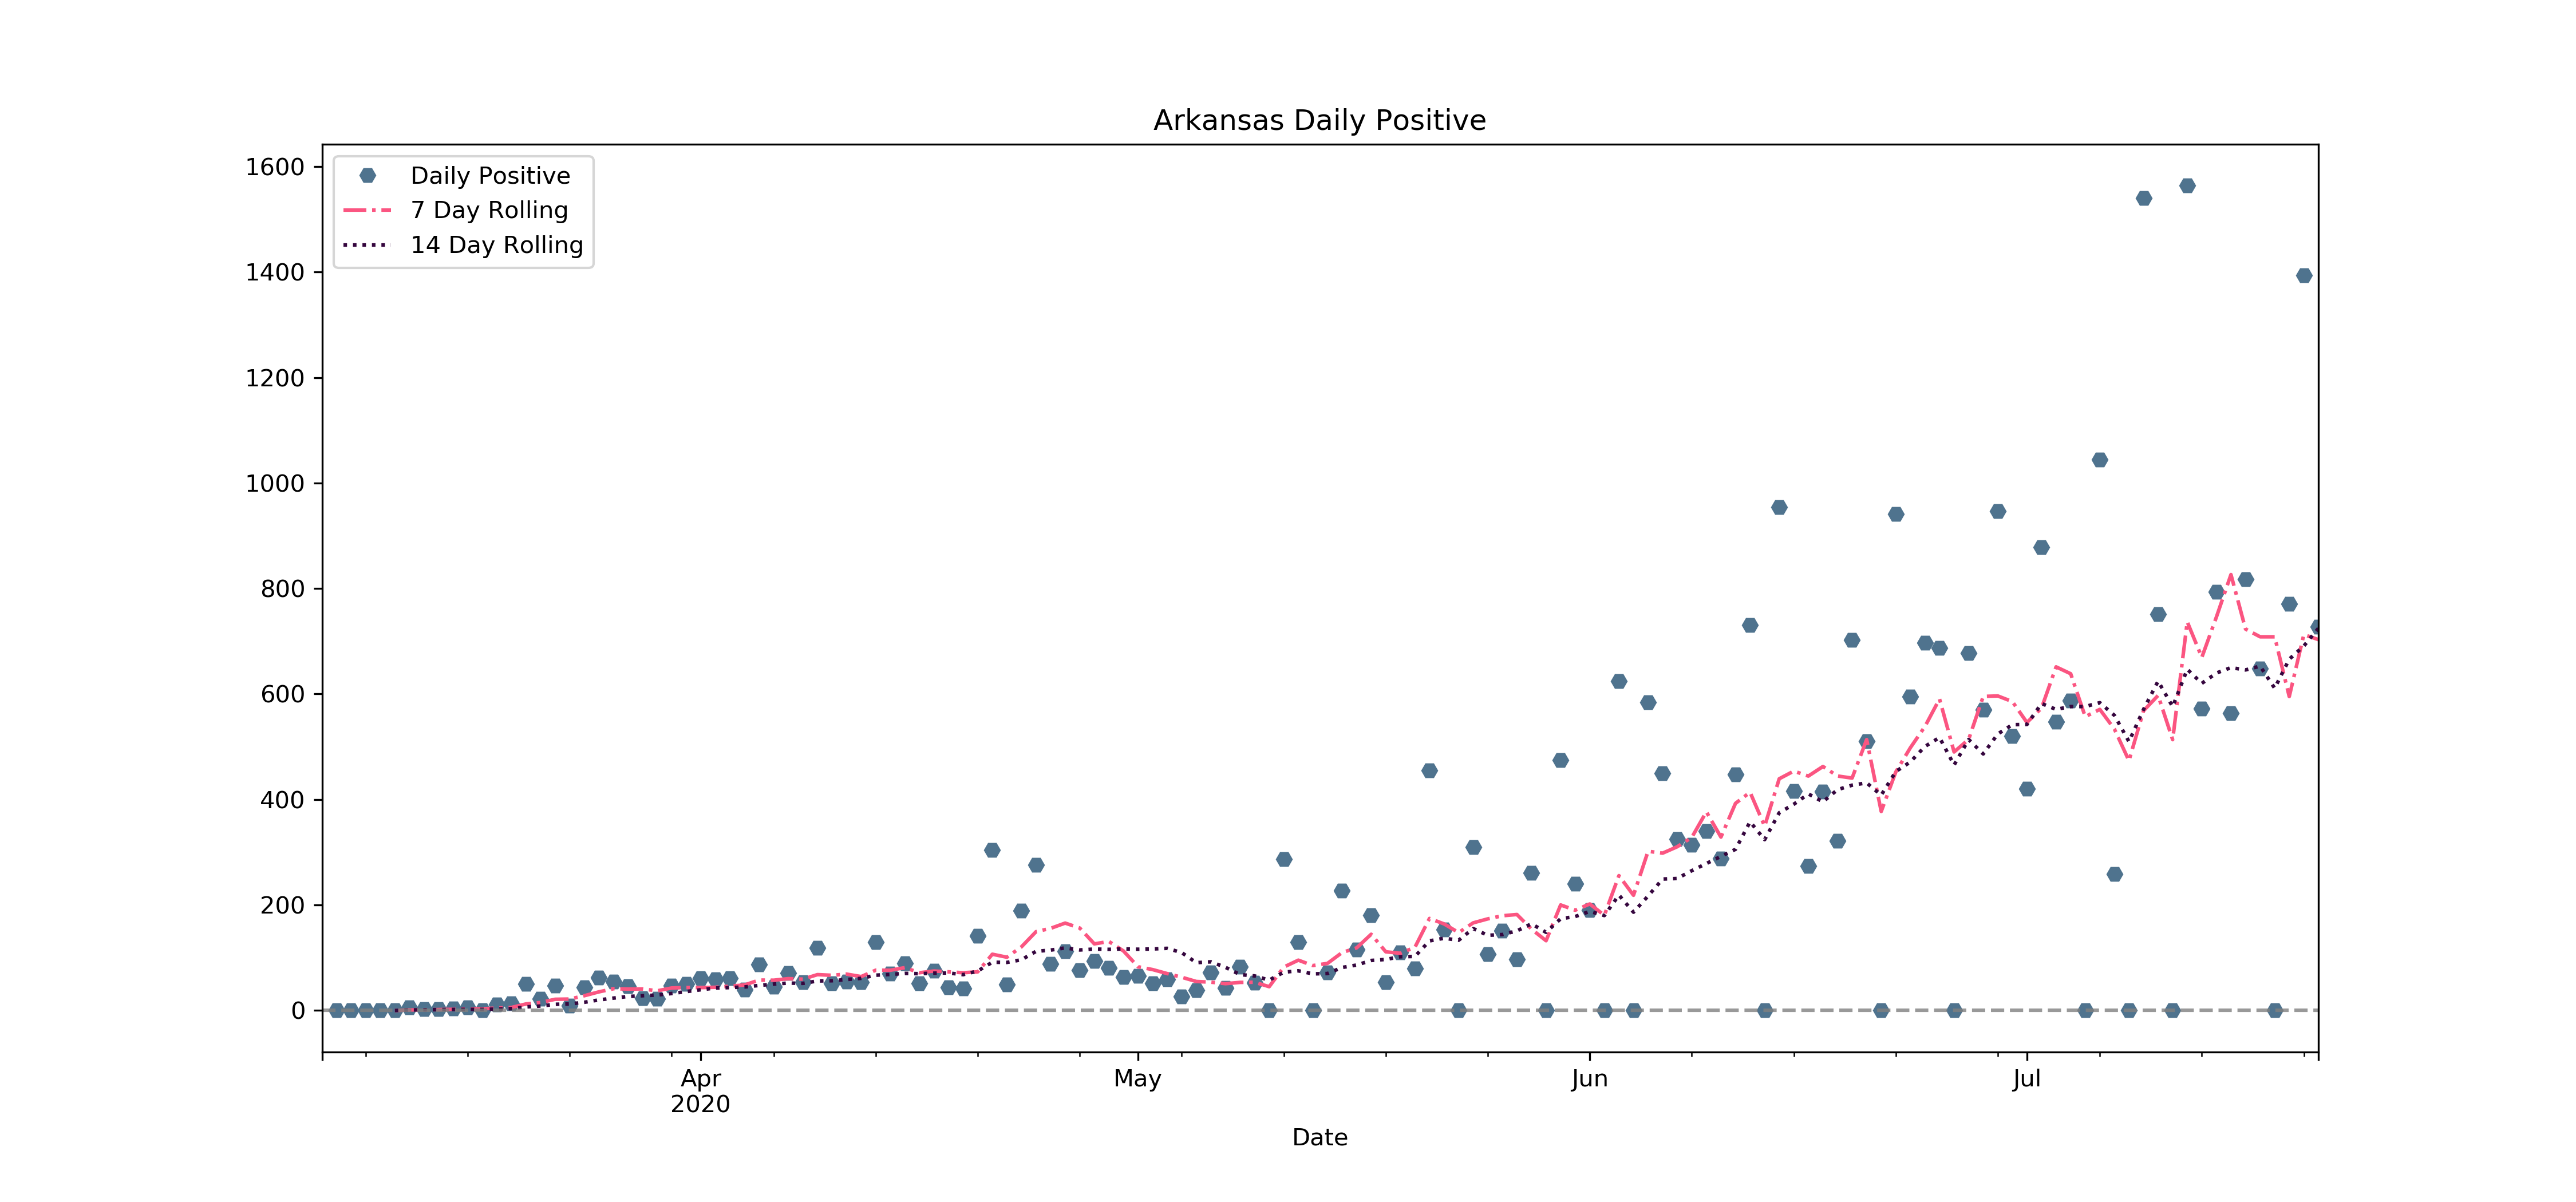 Arkansas Daily Positive
Daily Positive
7 Day Rolling
14 Day Rolling
1600
1400
1200
1000
800
600
400
200
0
Apr May Jun Jul
2020
Date